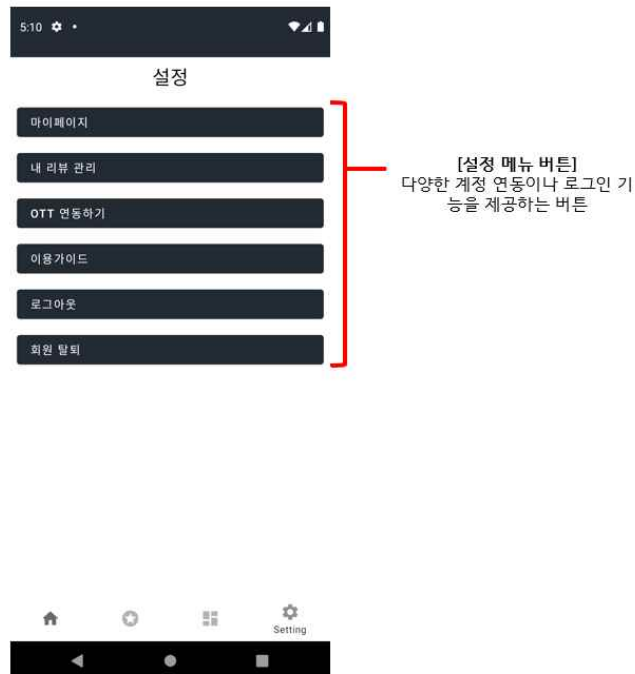 5:10
설정
마이페이지
내 리뷰 관리
OTT 연동하기
이용가이드
로그아웃
회원 탈퇴
[설정 메뉴 버튼]
다양한 계정 연동이나 로그인 기
능을 제공하는 버튼
Setting